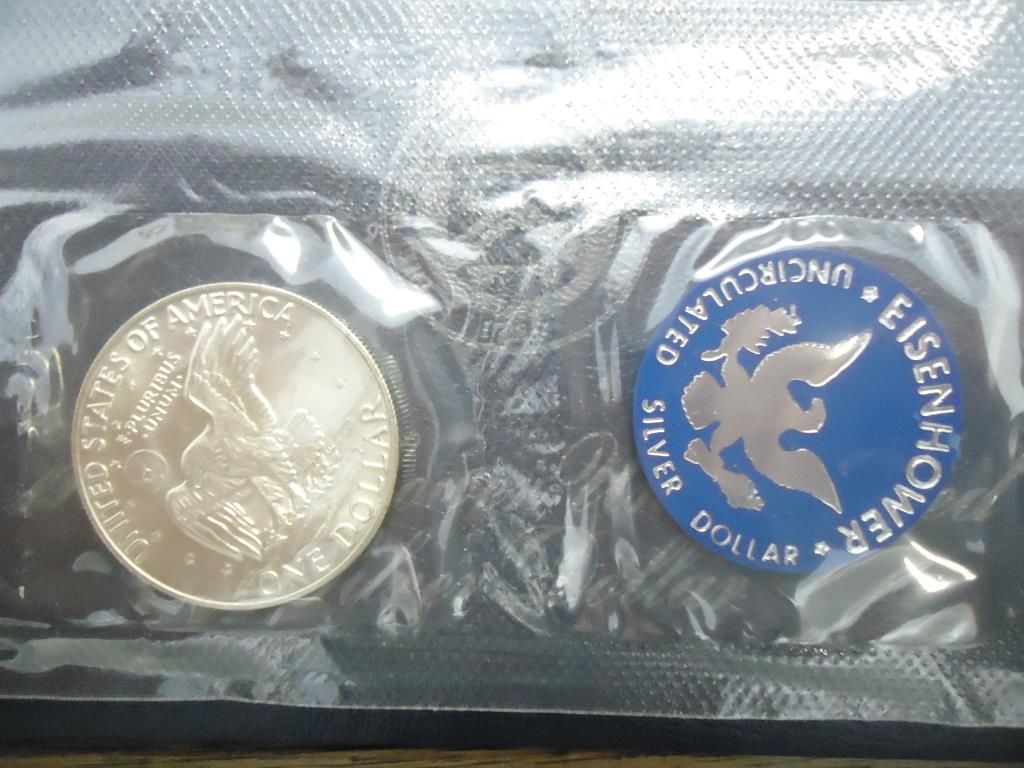 UNITED STATES OF AMERICA
E PLURIBUS
UNUM
ONE DOLLAR
EISENHOWER
UNCIRCULATED
SILVER
DOLLAR